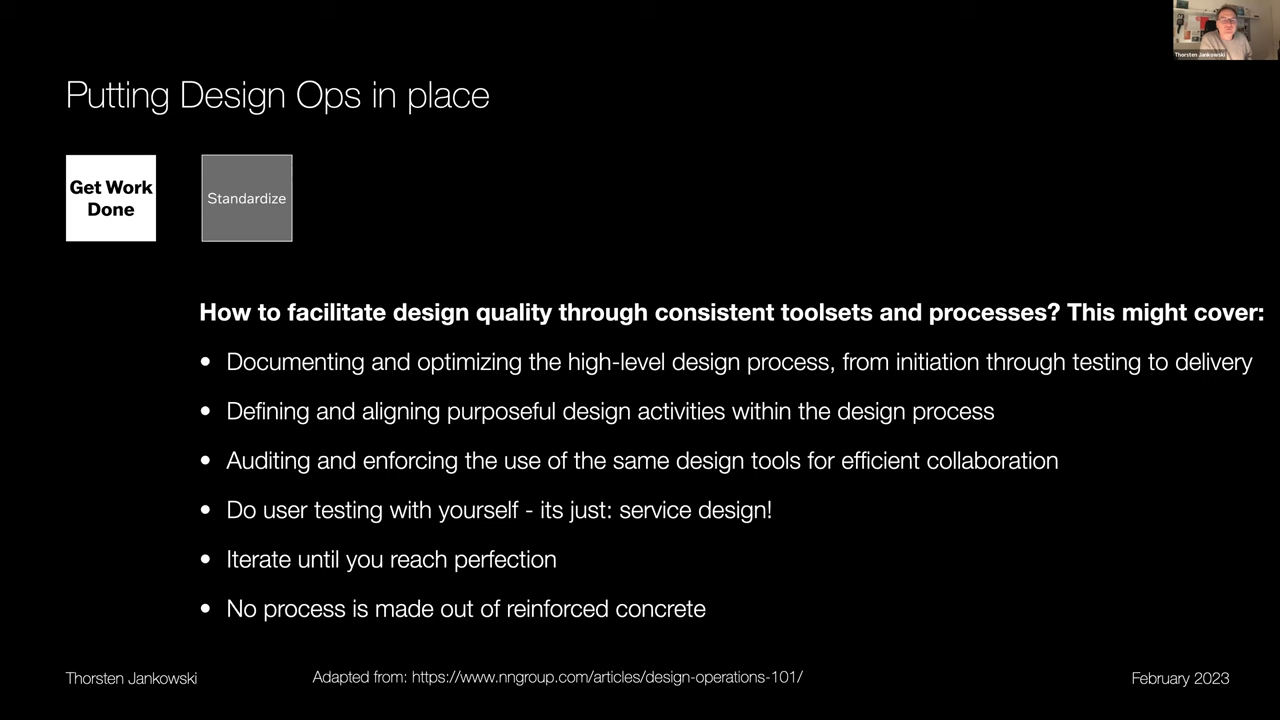 Thorsten Jankowski
Putting Design Ops in place
Get Work
Done
Standardize
How to facilitate design quality through consistent toolsets and processes? This might cover:
• Documenting and optimizing the high-level design process, from initiation through testing to delivery
• Defining and aligning purposeful design activities within the design process
• Auditing and enforcing the use of the same design tools for efficient collaboration
• Do user testing with yourself - its just: service design!
• Iterate until you reach perfection
• No process is made out of reinforced concrete
Thorsten Jankowski
Adapted from: https://www.nngroup.com/articles/design-operations-101/
February 2023